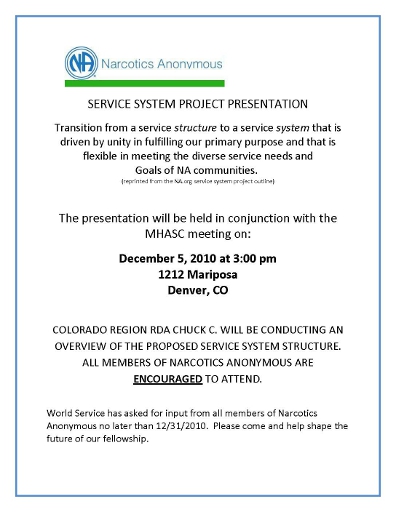 NA Narcotics Anonymous
SERVICE SYSTEM PROJECT PRESENTATION
Transition from a service structure to a service system that is
driven by unity in fulfilling our primary purpose and that is
flexible in meeting the diverse service needs and
Goals of NA communities.
(reprinted from the NA.org service system project outline)
The presentation will be held in conjunction with the
MHASC meeting on:
December 5, 2010 at 3:00 pm
1212 Mariposa
Denver, CO
COLORADO REGION RDA CHUCK C. WILL BE CONDUCTING AN
OVERVIEW OF THE PROPOSED SERVICE SYSTEM STRUCTURE.
ALL MEMBERS OF NARCOTICS ANONYMOUS ARE
ENCOURAGED TO ATTEND.
World Service has asked for input from all members of Narcotics
Anonymous no later than 12/31/2010. Please come and help shape the
future of our fellowship.